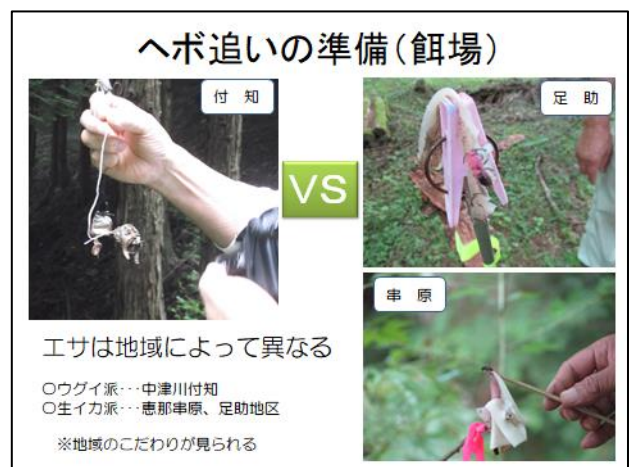 ヘボ追いの準備(餌場)
付　知
VS
足　助
串　原
エサは地域によって異なる
〇ウグイ派･･･中津川付知
〇生イカ派･･･恵那串原、足助地区
※地域のこだわりが見られる